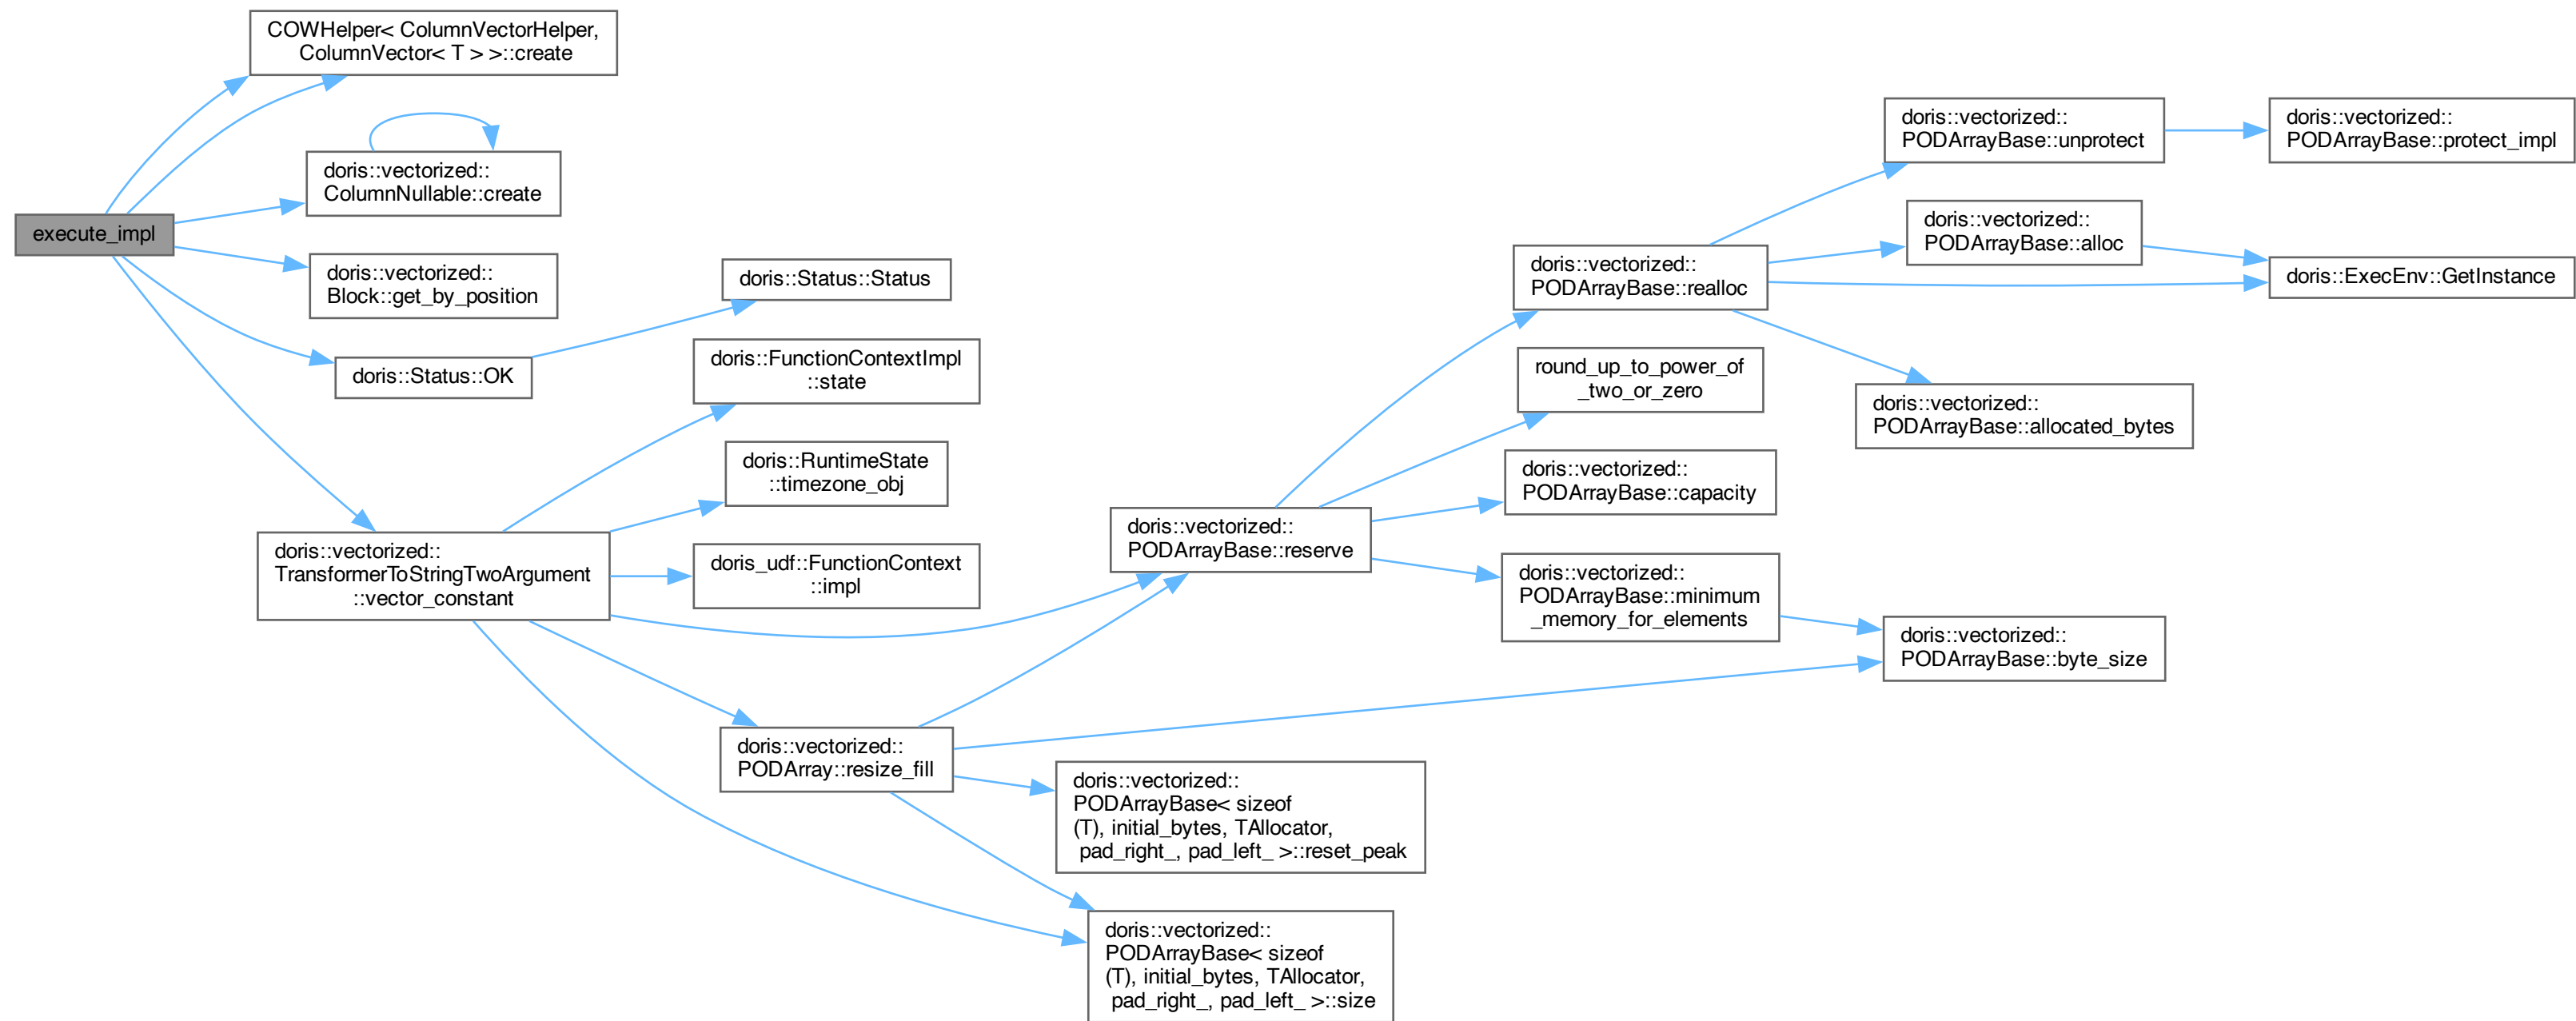 COWHelper< ColumnVectorHelper,
ColumnVector< T > >::create
doris::vectorized::
ColumnNullable::create
execute_impl
doris::vectorized::
Block::get_by_position
doris::Status::OK
doris::vectorized::
TransformerToStringTwoArgument
::vector_constant
doris::Status::Status
doris::FunctionContextImpl
::state
doris::RuntimeState
::timezone_obj
doris_udf::FunctionContext
::impl
doris::vectorized::
PODArray::resize_fill
doris::vectorized::
PODArrayBase::reserve
doris::vectorized::
PODArrayBase< sizeof
(T), initial_bytes, TAllocator,
pad_right_, pad_left_ >::reset_peak
doris::vectorized::
PODArrayBase< sizeof
(T), initial_bytes, TAllocator,
pad_right_, pad_left_ >::size
doris::vectorized::
PODArrayBase::realloc
round_up_to_power_of
_two_or_zero
doris::vectorized::
PODArrayBase::capacity
doris::vectorized::
PODArrayBase::minimum
_memory_for_elements
doris::vectorized::
PODArrayBase::unprotect
doris::vectorized::
PODArrayBase::alloc
doris::vectorized::
PODArrayBase::allocated_bytes
doris::vectorized::
PODArrayBase::byte_size
doris::vectorized::
PODArrayBase::protect_impl
doris::ExecEnv::GetInstance